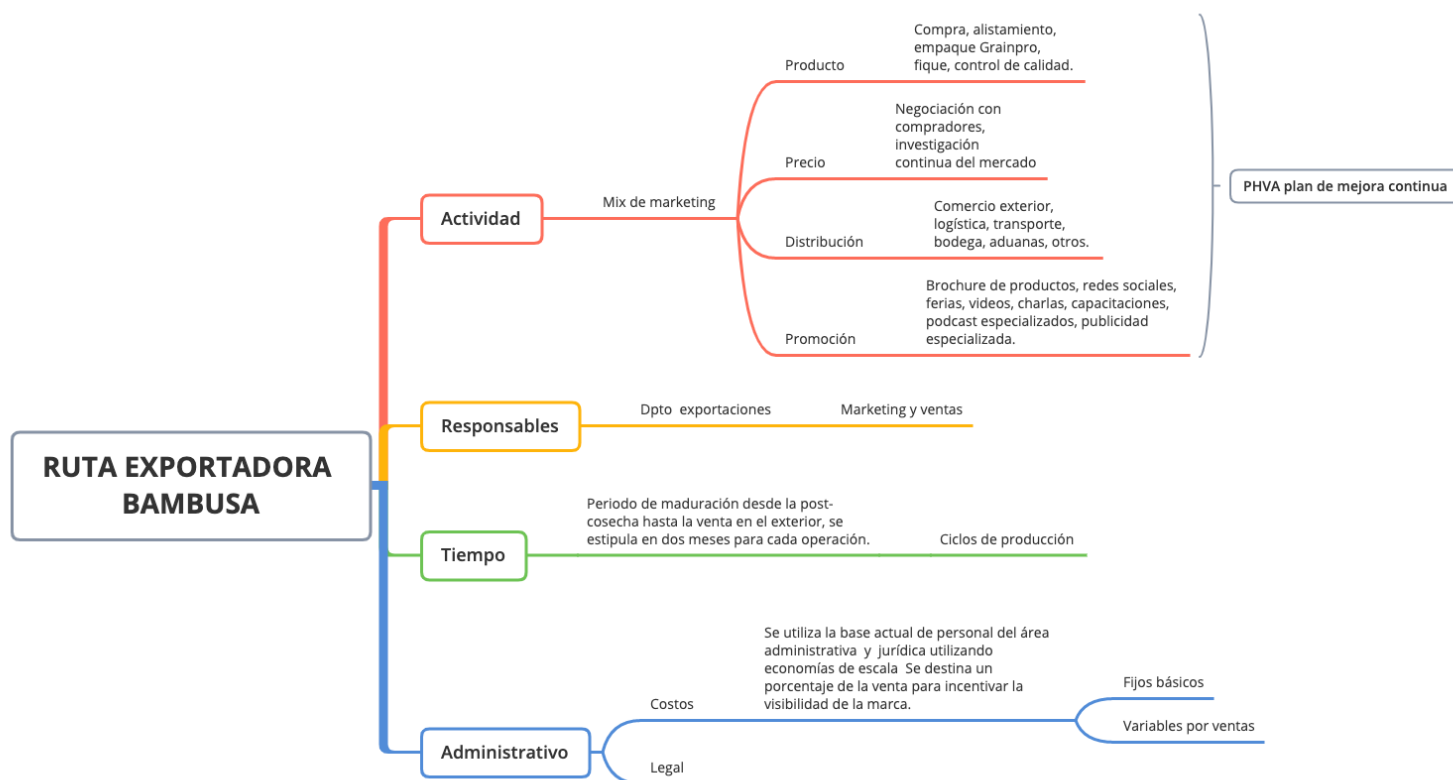 RUTA EXPORTADORA
BAMBUSA
Actividad
Mix de marketing
Producto
Compra, alistamiento,
empaque Grainpro,
fique, control de calidad.
Precio
Negociación con
compradores,
investigación
continua del mercado
Distribución
Comercio exterior,
logística, transporte,
bodega, aduanas, otros.
Promoción
Brochure de productos, redes sociales,
ferias, videos, charlas, capacitaciones,
podcast especializados, publicidad
especializada.
PHVA plan de mejora continua
Responsables
Dpto exportaciones
Marketing y ventas
Tiempo
Periodo de maduración desde la post-
cosecha hasta la venta en el exterior, se
estipula en dos meses para cada operación.
Ciclos de producción
Administrativo
Costos
Se utiliza la base actual de personal del área
administrativa y jurídica utilizando
economías de escala Se destina un
porcentaje de la venta para incentivar la
visibilidad de la marca.
Fijos básicos
Variables por ventas
Legal